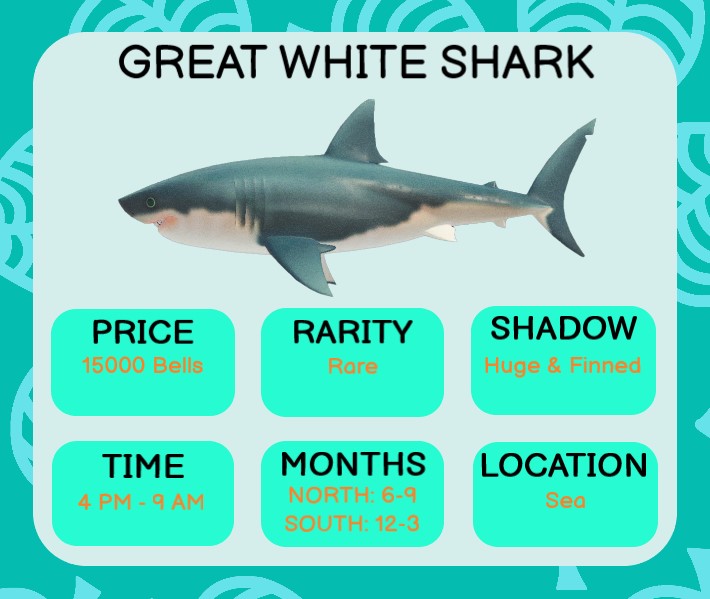 GREAT WHITE SHARK
PRICE
15000 Bells
RARITY
Rare
SHADOW
Huge & Finned
TIME
4 PM - 9 AM
MONTHS
NORTH: 6-9
SOUTH: 12-3
LOCATION
Sea